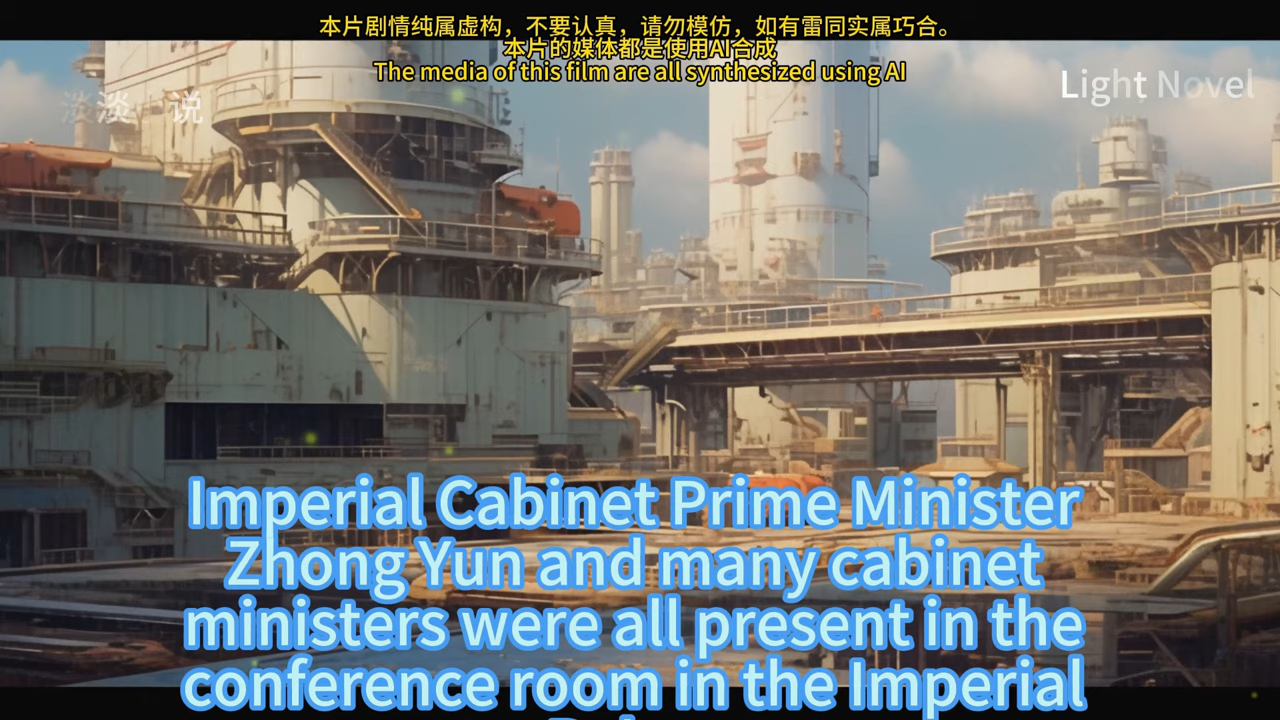 本片剧情纯属虚构，不要认真，请勿模仿，如有雷同实属巧合。
本片的媒体都是使用AI合成
The media of this film are all synthesized using AI
Light Novel
淡淡 说
Imperial Cabinet Prime Minister
Zhong Yun and many cabinet
ministers were all present in the
conference room in the Imperial